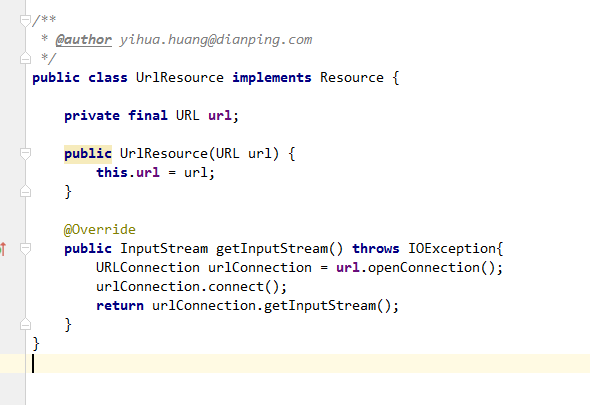 /**
 * @author yihua.huang@dianping.com
 */
public class UrlResource implements Resource {
    private final URL url;
    public UrlResource(URL url) {
        this.url = url;
    }
    @Override
    public InputStream getInputStream() throws IOException{
        URLConnection urlConnection = url.openConnection();
        urlConnection.connect();
        return urlConnection.getInputStream();
    }
}